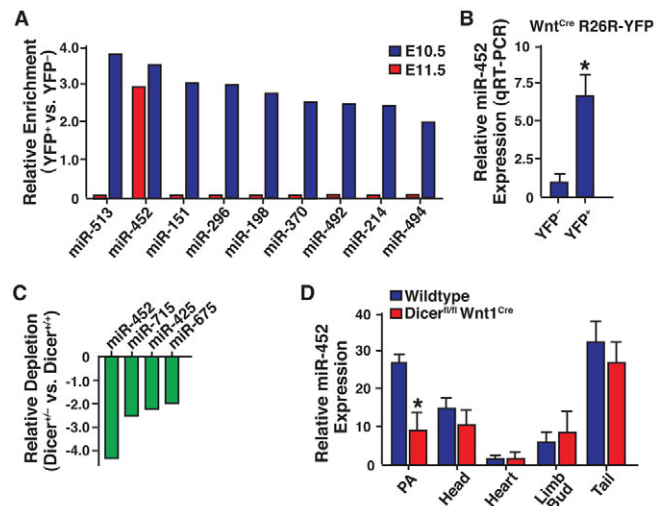 A
Relative Enrichment
(YFP+ vs. YFP-)
4.0
3.0
2.0
1.0
0
E10.5
E11.5
miR-513
miR-452
miR-151
miR-296
miR-198
miR-370
miR-492
miR-214
miR-494
B
WntCre R26R-YFP
Relative miR-452
Expression (qRT-PCR)
10
7.5
5.0
2.5
0
*
YFP-
YFP+
C
miR-452
miR-715
miR-425
miR-675
Relative Depletion
(Dicer+/- vs. Dicer+/+)
0
-1.0
-2.0
-3.0
-4.0
D
Wildtype
Dicerfl/fl Wnt1Cre
Relative miR-452
Expression
40
30
20
10
0
*
PA
Head
Heart
Limb
Bud
Tail